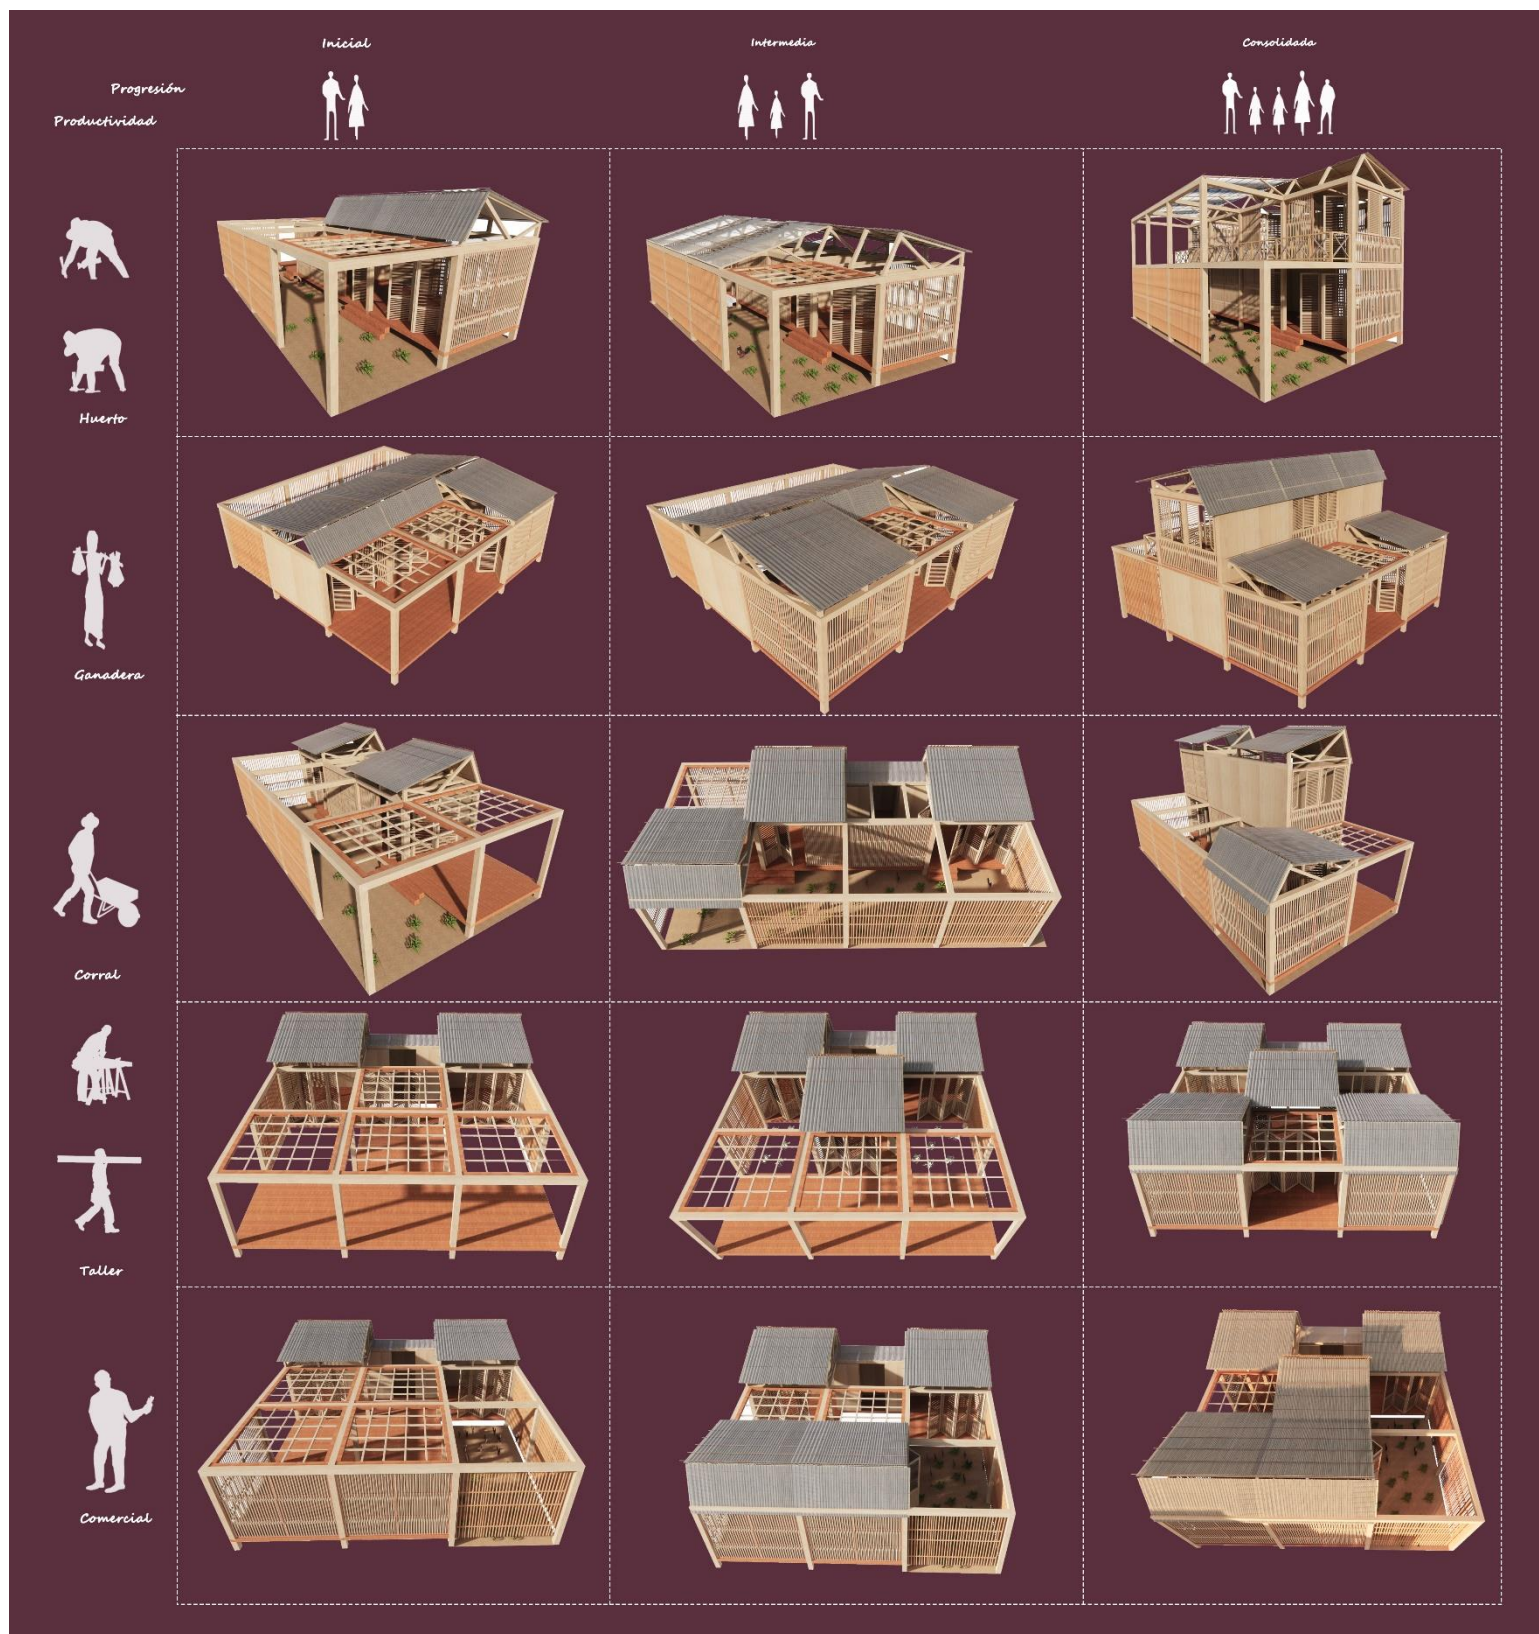 Inicial
Intermedia
Consolidada
Progresión
Productividad
Huerto
Ganadera
Corral
Taller
Comercial